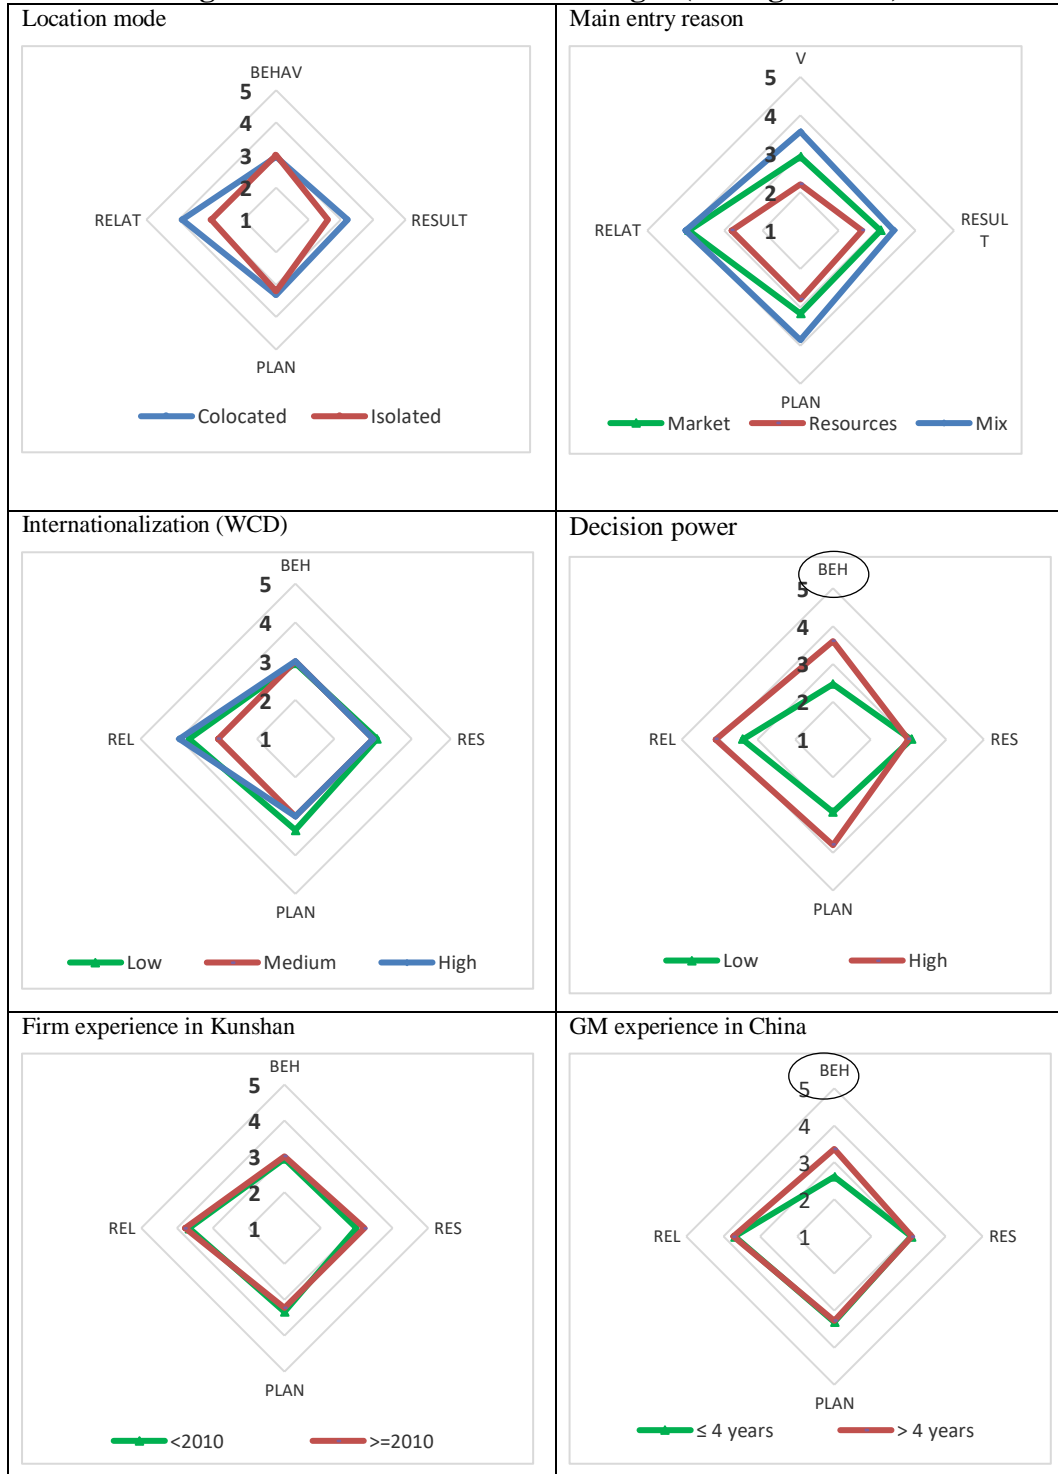 Location mode
BEHAV
5
4
3
2
1
RELAT
RESULT
PLAN
Colocated
Isolated
Main entry reason
V
5
4
3
2
1
RELAT
RESUL
T
PLAN
Market
Resources
Mix
Internationalization (WCD)
BEH
5
4
3
2
1
REL
RES
PLAN
Low
Medium
High
Decision power
BEH
5
4
3
2
1
REL
RES
PLAN
Low
High
Firm experience in Kunshan
BEH
5
4
3
2
1
REL
RES
PLAN
<2010
>=2010
GM experience in China
BEH
5
4
3
2
1
REL
RES
PLAN
≤ 4 years
> 4 years